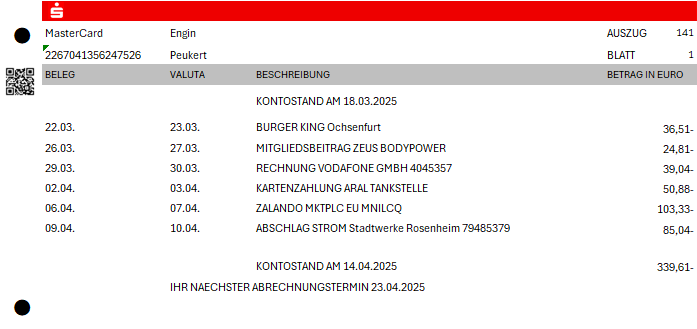 MasterCard Engin AUSZUG 141
2267041356247526 Peukert BLATT 1
BELEG VALUTA BESCHREIBUNG BETRAG IN EURO
KONTOSTAND AM 18.03.2025
22.03. 23.03. BURGER KING Ochsenfurt 36,51-
26.03. 27.03. MITGLIEDSBEITRAG ZEUS BODYPOWER 24,81-
29.03. 30.03. RECHNUNG VODAFONE GMBH 4045357 39,04-
02.04. 03.04. KARTENZAHLUNG ARAL TANKSTELLE 50,88-
06.04. 07.04. ZALANDO MKTPLC EU MNILCQ 103,33-
09.04. 10.04. ABSCHLAG STROM Stadtwerke Rosenheim 79485379 85,04-
KONTOSTAND AM 14.04.2025 339,61-
IHR NAECHSTER ABRECHNUNGSTERMIN 23.04.2025